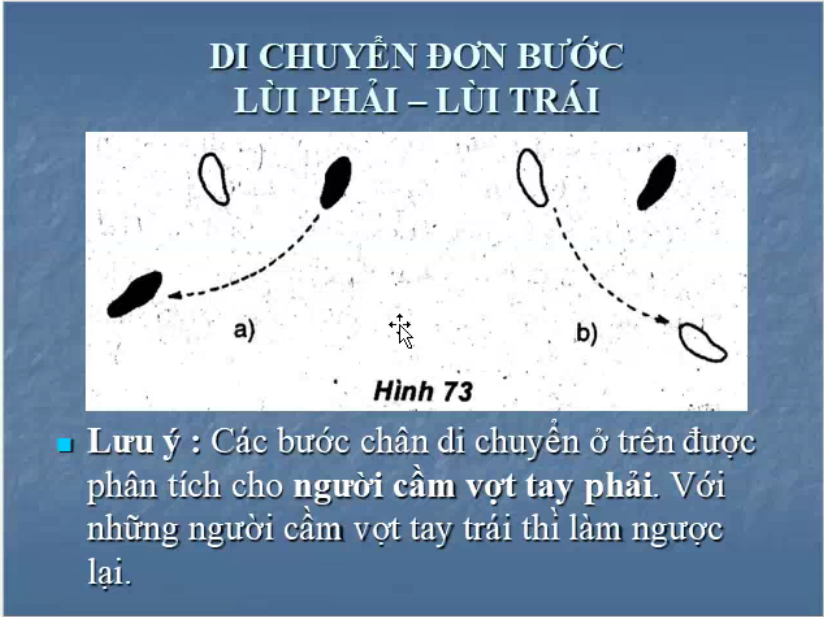 DI CHUYỂN ĐƠN BƯỚC
LÙI PHẢI – LÙI TRÁI
a)
b)
Hình 73
Lưu ý : Các bước chân di chuyển ở trên được
phân tích cho người cầm vợt tay phải. Với
những người cầm vợt tay trái thì làm ngược
lại.